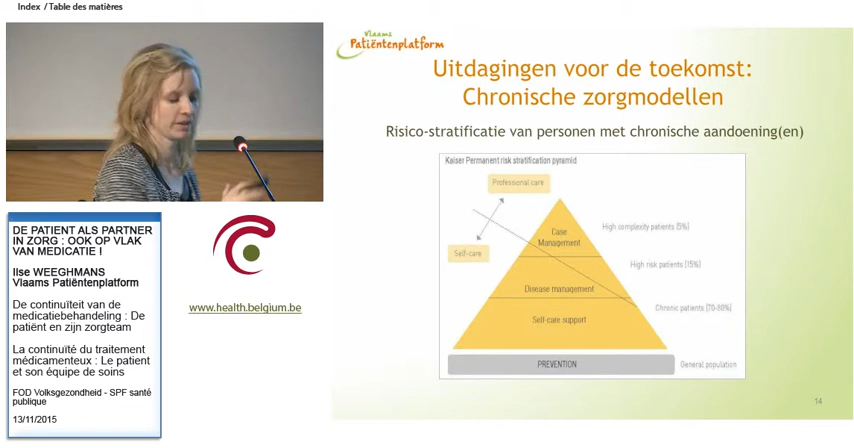 Index / Table des matières
Vlaams
Patiëntenplatform
Uitdagingen voor de toekomst:
Chronische zorgmodellen
Risico-stratificatie van personen met chronische aandoening(en)
Kaiser Permanent risk stratification pyramid
Professional care
Self-care
Case
Management
High complexity patients (5%)
High risk patients (15%)
Disease management
Chronic patients (70-80%)
Self-care support
PREVENTION
General population
14
DE PATIENT ALS PARTNER
IN ZORG : OOK OP VLAK
VAN MEDICATIE !
Ilse WEEGHMANS
Vlaams Patiëntenplatform
De continuïteit van de
medicatiebehandeling : De
patiënt en zijn zorgteam
La continuïté du traitement
médicamenteux : Le patient
et son équipe de soins
FOD Volksgezondheid - SPF santé
publique
13/11/2015
www.health.belgium.be